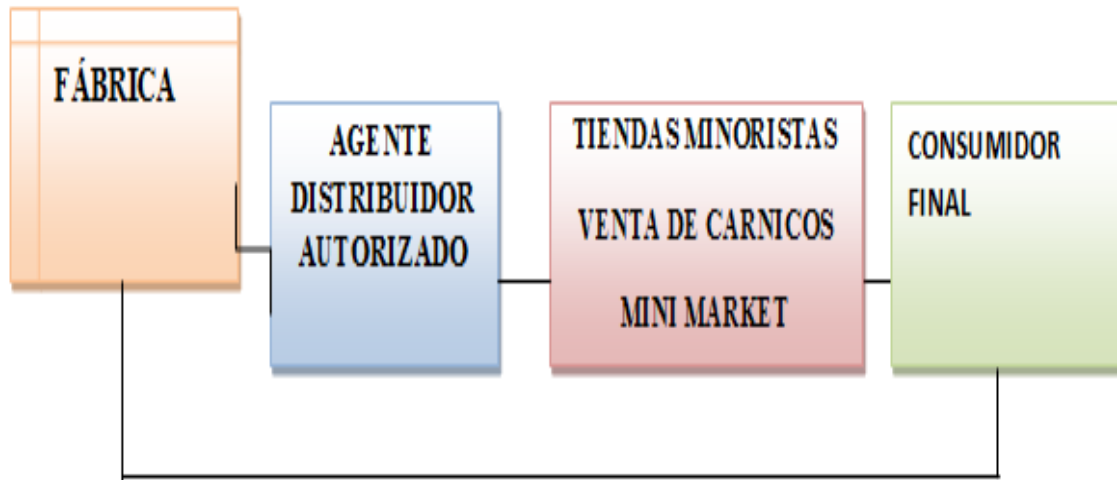 FÁBRICA
AGENTE
DISTRIBUIDOR
AUTORIZADO
TIENDAS MINORISTAS
VENTA DE CARNICOS
MINI MARKET
CONSUMIDOR
FINAL